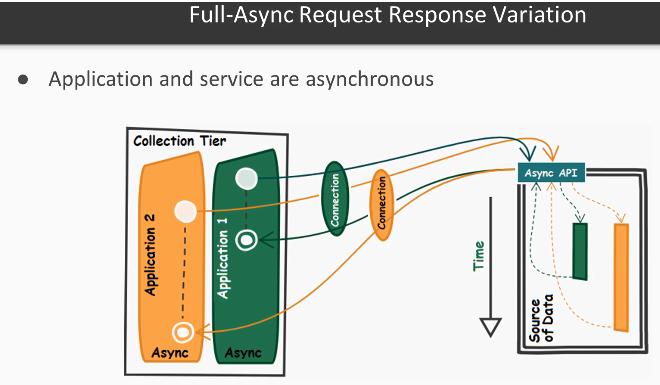 Full-Async Request Response Variation
● Application and service are asynchronous
Collection Tier
Application 2
Application 1
Async
Async
Connection
Connection
Async API
Time
Source
of Data